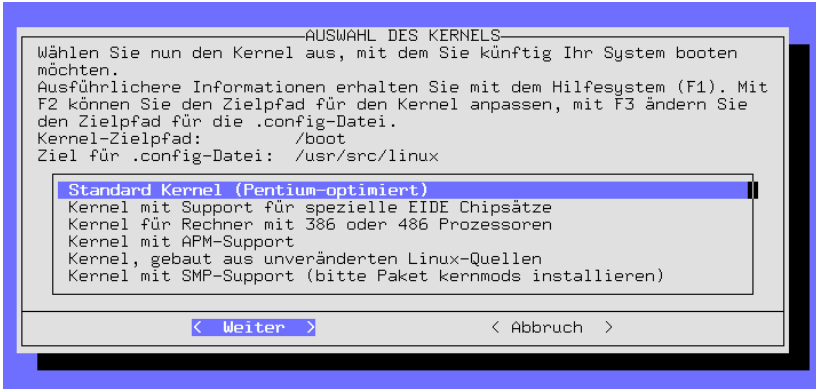 AUSWAHL DES KERNELS
Wählen Sie nun den Kernel aus, mit dem Sie künftig Ihr System booten
möchten.
Ausführlichere Informationen erhalten Sie mit dem Hilfesystem (F1). Mit
F2 können Sie den Zielpfad für den Kernel anpassen, mit F3 ändern Sie
den Zielpfad für die .config-Datei.
Kernel-Zielpfad: /boot
Ziel für .config-Datei: /usr/src/linux
Standard Kernel (Pentium-optimiert)
Kernel mit Support für spezielle EIDE Chipsätze
Kernel für Rechner mit 386 oder 486 Prozessoren
Kernel mit APM-Support
Kernel, gebaut aus unveränderten Linux-Quellen
Kernel mit SMP-Support (bitte Paket kernmods installieren)
< Weiter > < Abbruch >